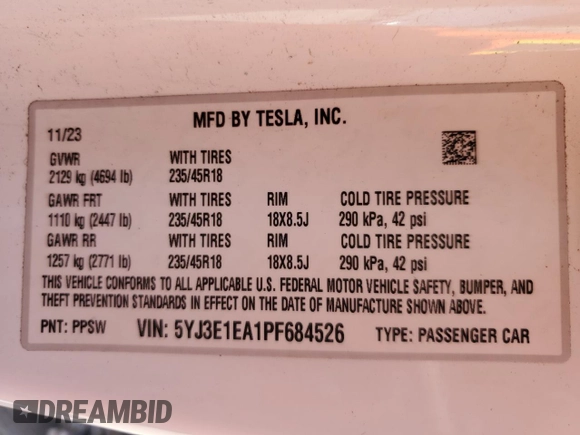 MFD BY TESLA, INC.
11/23
GVWR WITH TIRES
2129 kg (4694 lb) 235/45R18
GAWR FRT WITH TIRES RIM COLD TIRE PRESSURE
1110 kg (2447 lb) 235/45R18 18X8.5J 290 kPa, 42 psi
GAWR RR WITH TIRES RIM COLD TIRE PRESSURE
1257 kg (2771 lb) 235/45R18 18X8.5J 290 kPa, 42 psi
THIS VEHICLE CONFORMS TO ALL APPLICABLE U.S. FEDERAL MOTOR VEHICLE SAFETY, BUMPER, AND
THEFT PREVENTION STANDARDS IN EFFECT ON THE DATE OF MANUFACTURE SHOWN ABOVE.
PNT: PPSW VIN: 5YJ3E1EA1PF684526 TYPE: PASSENGER CAR
DREAMBID